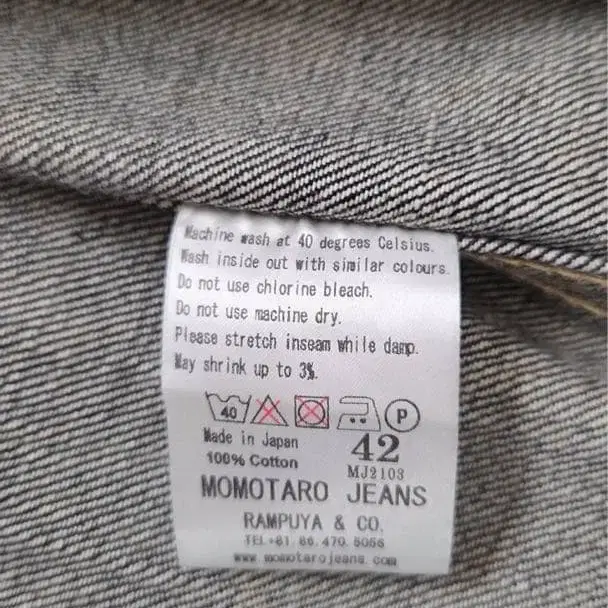 Machine wash at 40 degrees Celsius.
Wash inside out with similar colours.
Do not use chlorine bleach.
Do not use machine dry.
Please stretch inseam while damp.
May shrink up to 3%.
40 P
Made in Japan 42
100% Cotton MJ2103
MOMOTARO JEANS
RAMPUYA & CO.
TEL+81.86.470.5056
www.momotarojeans.com